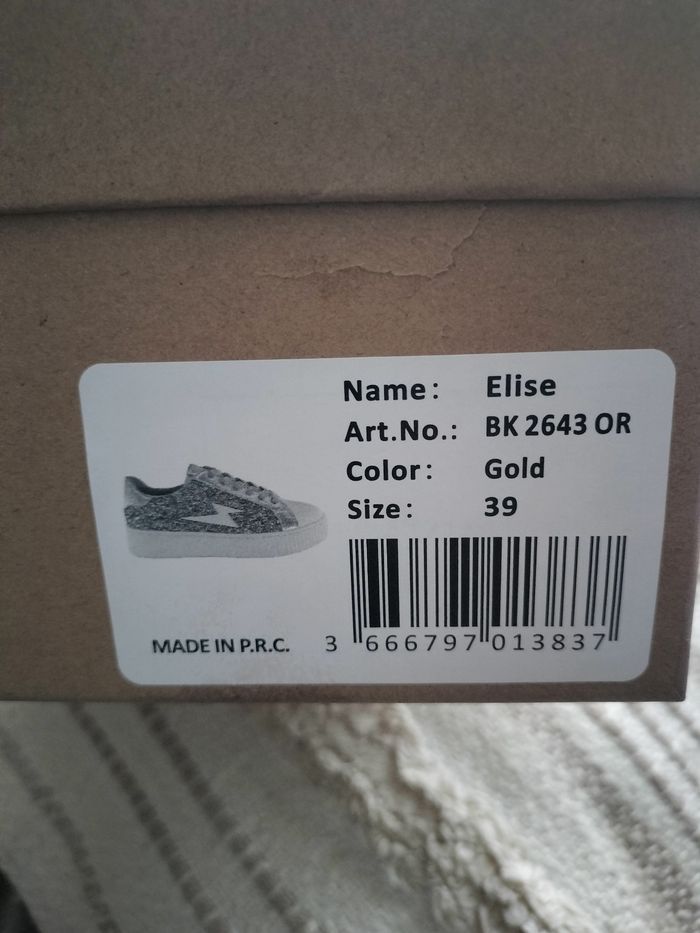 Name: Elise
Art.No.: BK 2643 OR
Color: Gold
Size: 39
MADE IN P.R.C.
3 666797 013837